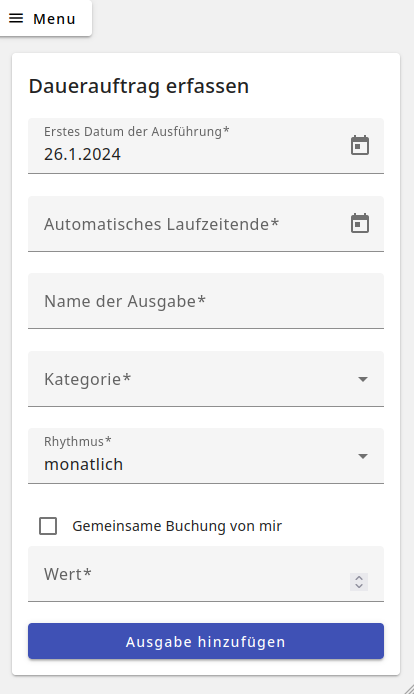 Menu
Dauerauftrag erfassen
Erstes Datum der Ausführung*
26.1.2024
Automatisches Laufzeitende*
Name der Ausgabe*
Kategorie*
Rhythmus*
monatlich
Gemeinsame Buchung von mir
Wert*
Ausgabe hinzufügen